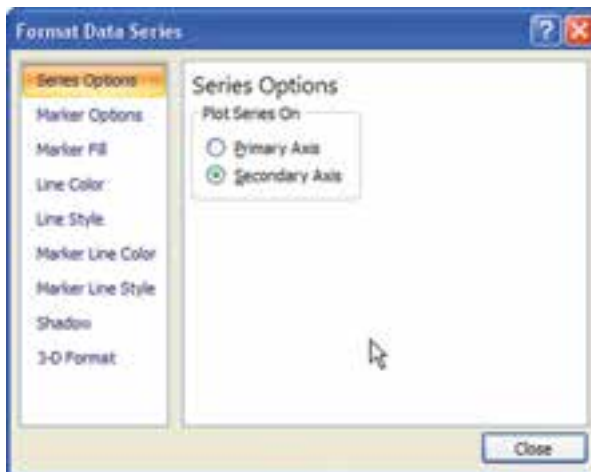 Format Data Series
Series Options
Marker Options
Marker Fill
Line Color
Line Style
Marker Line Color
Marker Line Style
Shadow
3-D Format
Series Options
Plot Series On
Primary Axis
Secondary Axis
Close